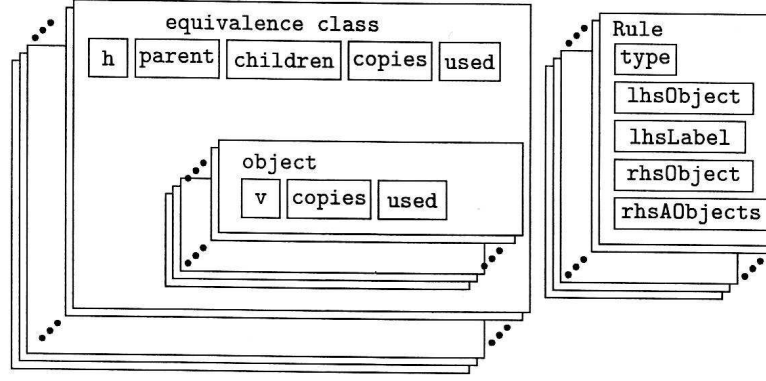 equivalence class
h parent children copies used
object
v copies used
Rule
type
lhsObject
lhsLabel
rhsObject
rhsAObjects